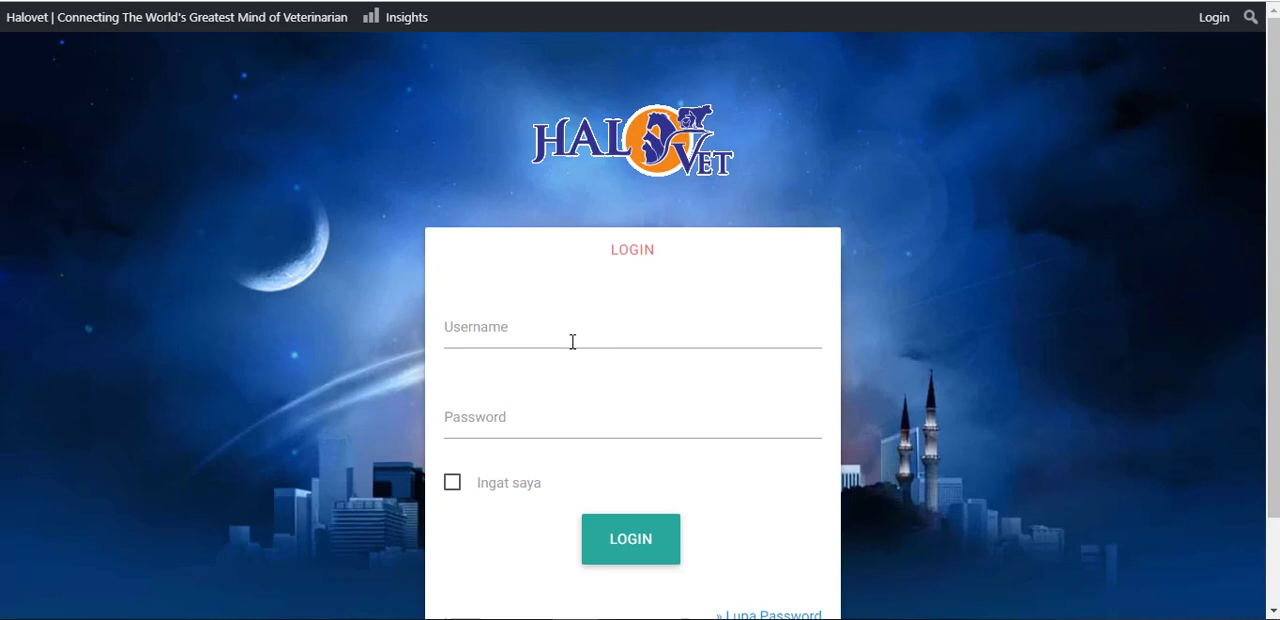 Halovet | Connecting The World's Greatest Mind of Veterinarian Insights Login
HALOVET
LOGIN
Username
Password
Ingat saya
LOGIN
» Lupa Password